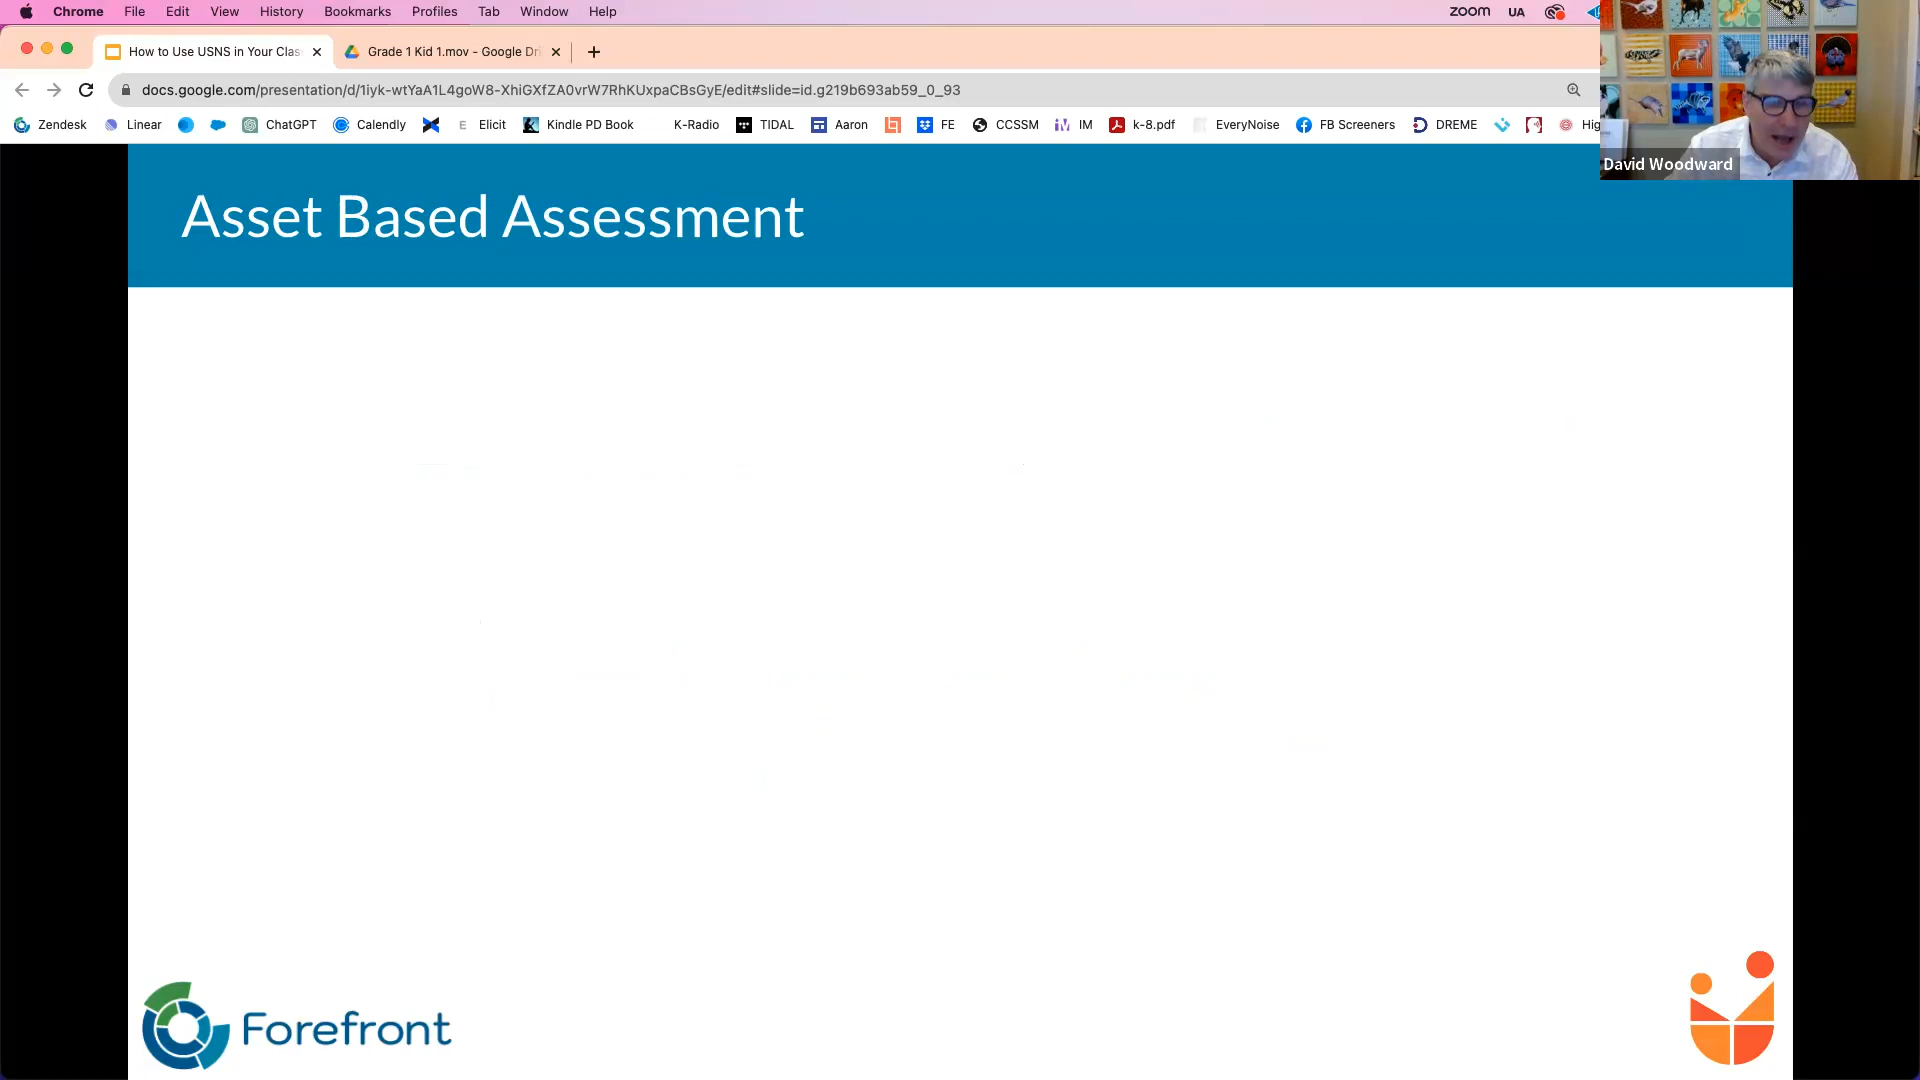 Chrome File Edit View History Bookmarks Profiles Tab Window Help zoom UA
How to Use USNS in Your Clas
Grade 1 Kid 1.mov - Google Dri
docs.google.com/presentation/d/1iyk-wtYaA1L4goW8-XhiGXfZA0vrW7RhKUxpaCBsGyE/edit#slide=id.g219b693ab59_0_93
Zendesk Linear ChatGPT Calendly E Elicit Kindle PD Book K-Radio TIDAL Aaron FE CCSSM IM k-8.pdf EveryNoise FB Screeners DREME Hig
David Woodward
Asset Based Assessment
Forefront